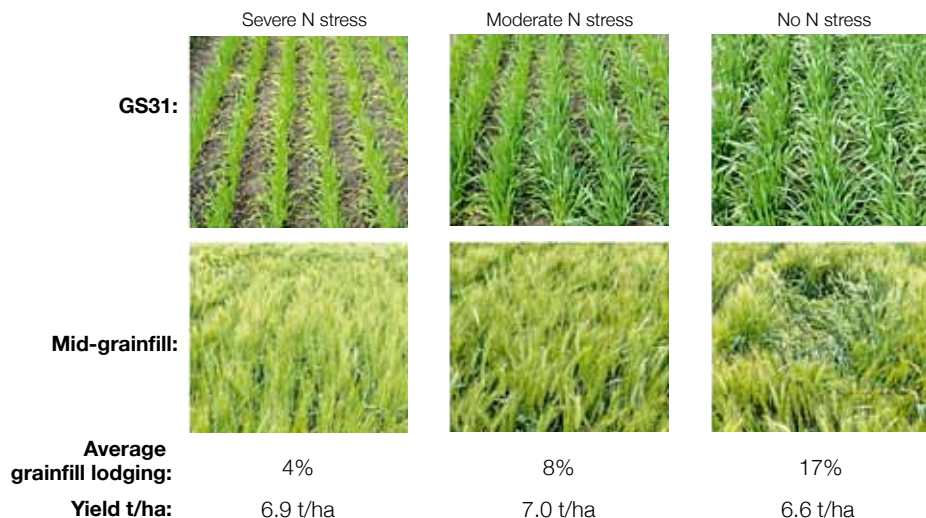 Severe N stress Moderate N stress No N stress
GS31:
Mid-grainfill:
Average
grainfill lodging: 4% 8% 17%
Yield t/ha: 6.9 t/ha 7.0 t/ha 6.6 t/ha